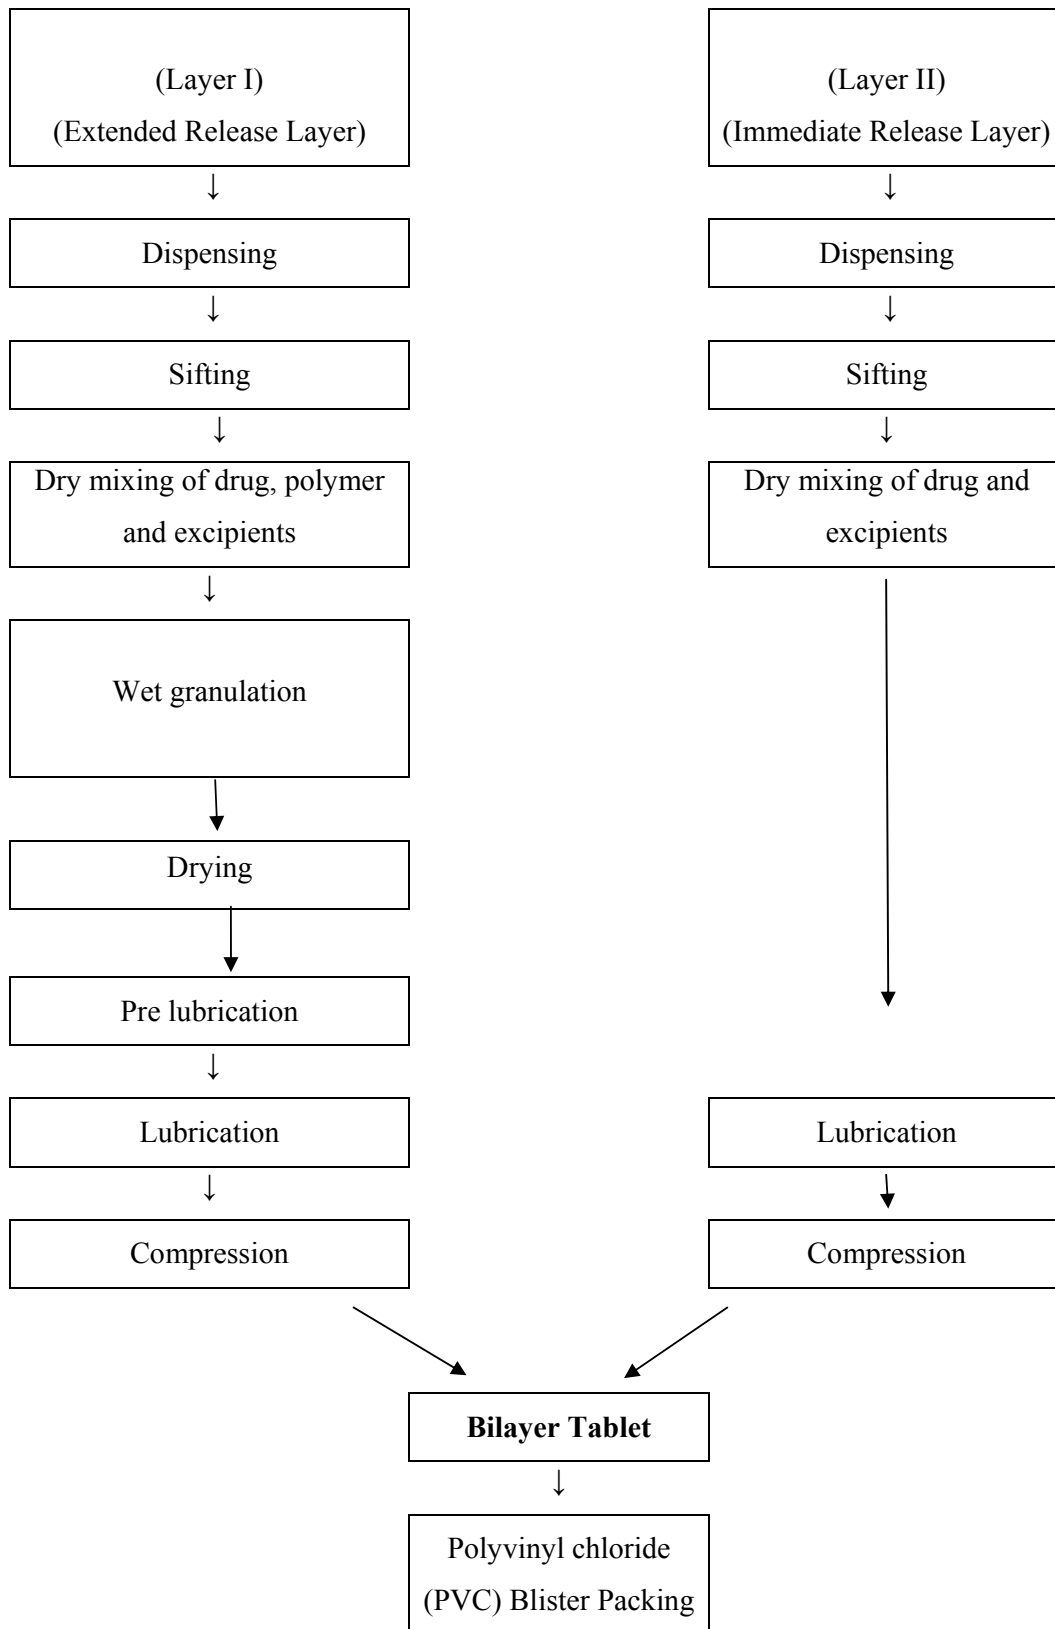 (Layer I)
(Extended Release Layer)
↓
Dispensing
↓
Sifting
↓
Dry mixing of drug, polymer
and excipients
↓
Wet granulation
Drying
Pre lubrication
↓
Lubrication
↓
Compression
(Layer II)
(Immediate Release Layer)
↓
Dispensing
↓
Sifting
↓
Dry mixing of drug and
excipients
Lubrication
Compression
Bilayer Tablet
↓
Polyvinyl chloride
(PVC) Blister Packing